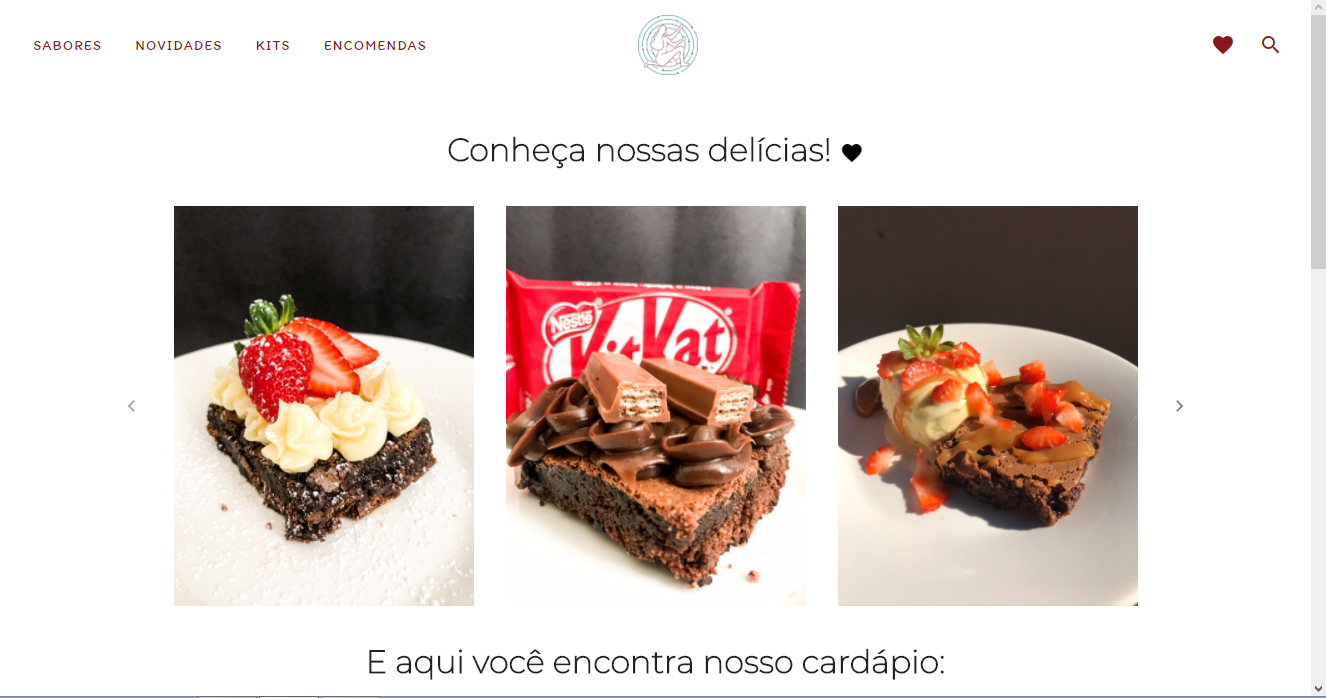 SABORES NOVIDADES KITS ENCOMENDAS
Conheça nossas delícias!
Nestlé
KitKat
E aqui você encontra nosso cardápio: